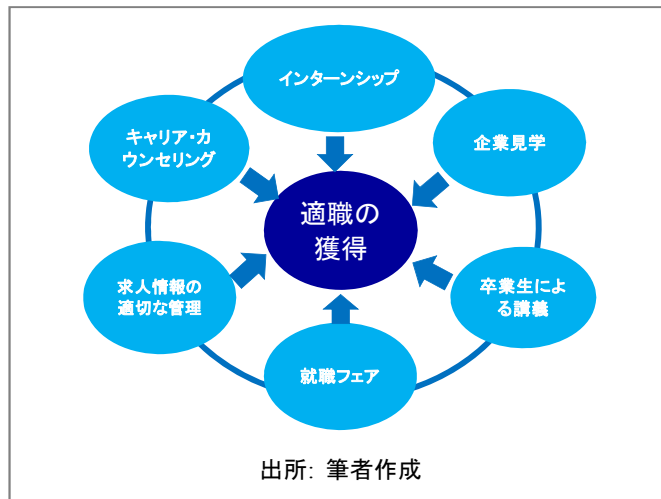 インターンシップ
キャリア・カ
ウンセリング
企業見学
適職の
獲得
求人情報の
適切な管理
卒業生によ
る講義
就職フェア
出所: 筆者作成